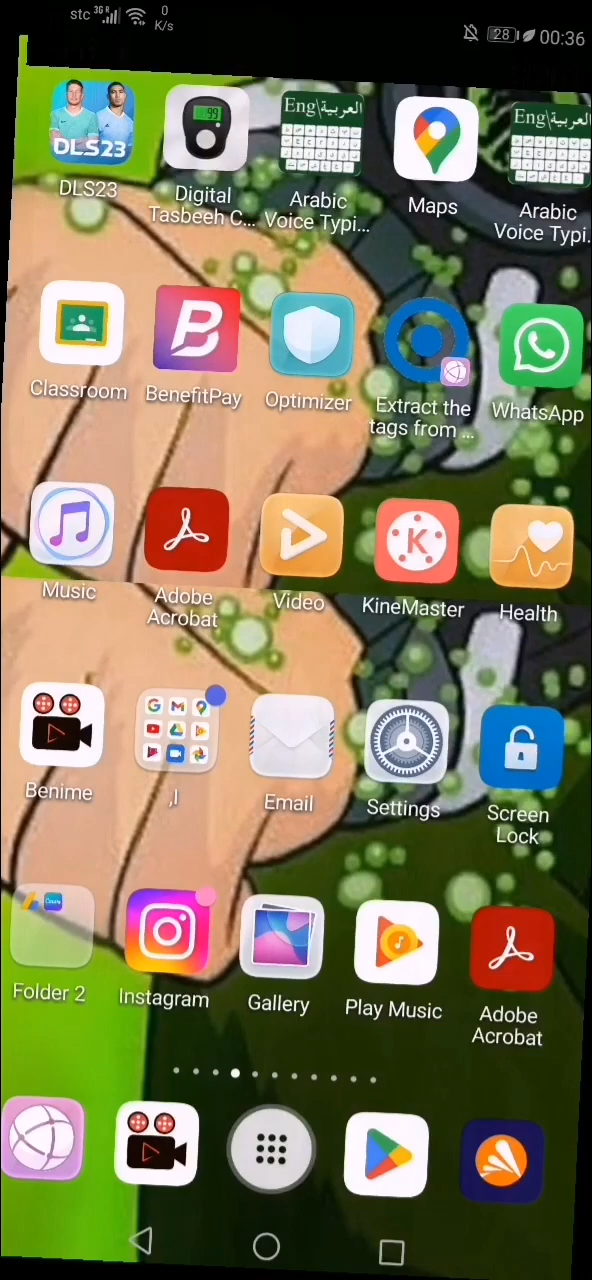 stc 3G R 0 K/s 28 00:36
Eng\العربية Eng\العربية
DLS23 99
DLS23 Digital Tasbeeh C... Arabic Voice Typi... Maps Arabic Voice Typi.
Classroom BenefitPay Optimizer Extract the tags from ... WhatsApp
K
Music Adobe Acrobat Video KineMaster Health
Benime ,ا Email Settings Screen Lock
Folder 2 Instagram Gallery Play Music Adobe Acrobat